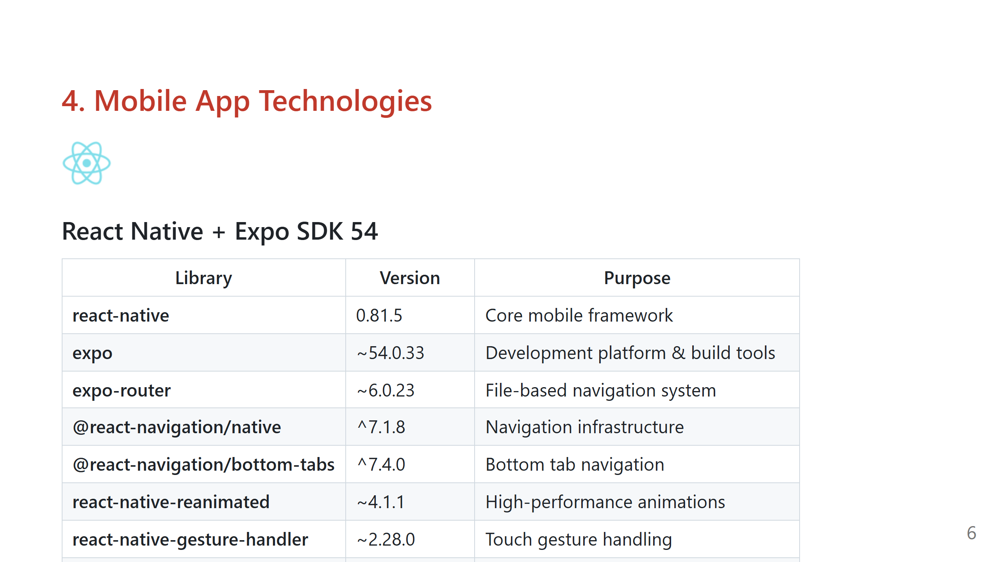 4. Mobile App Technologies
React Native + Expo SDK 54
Library Version Purpose
react-native 0.81.5 Core mobile framework
expo ~54.0.33 Development platform & build tools
expo-router ~6.0.23 File-based navigation system
@react-navigation/native ^7.1.8 Navigation infrastructure
@react-navigation/bottom-tabs ^7.4.0 Bottom tab navigation
react-native-reanimated ~4.1.1 High-performance animations
react-native-gesture-handler ~2.28.0 Touch gesture handling
6